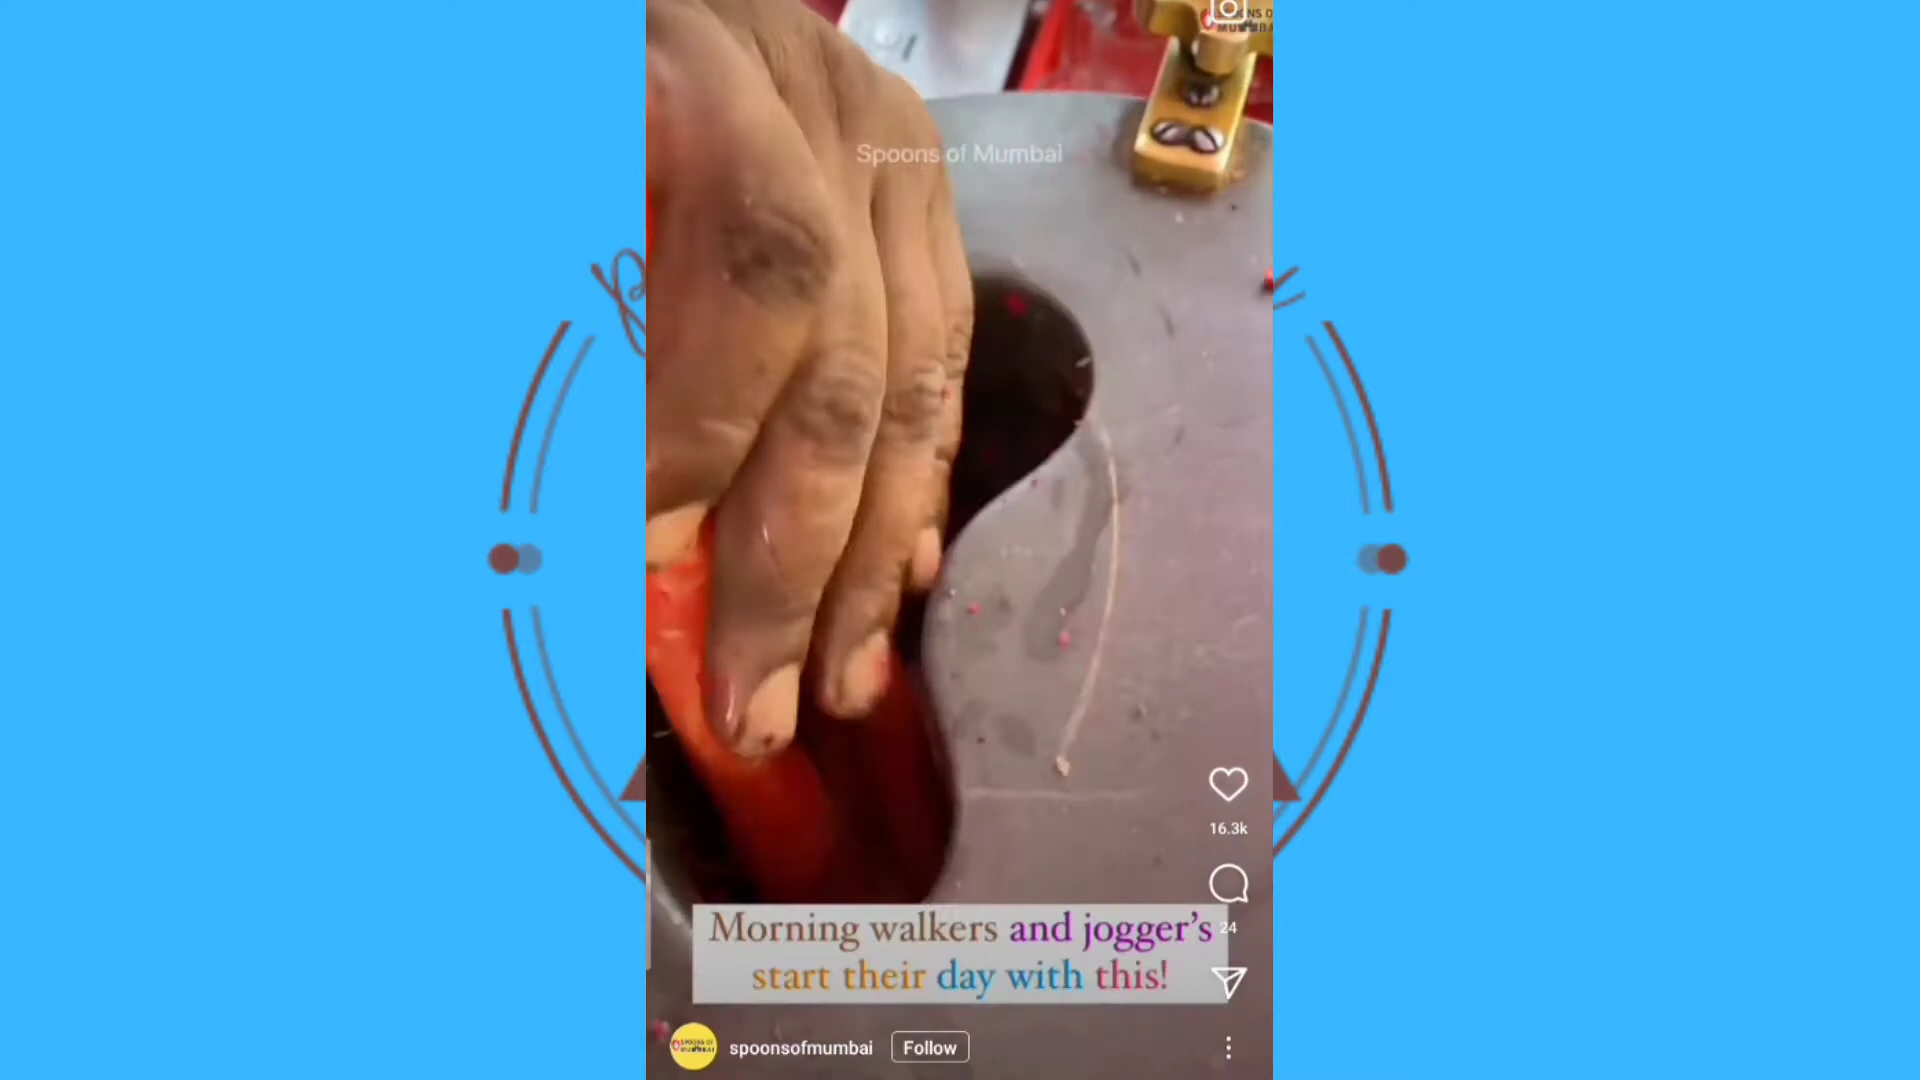 Spoons of Mumbai
16.3k
Morning walkers and jogger's
24
start their day with this!
spoonsofmumbai
Follow